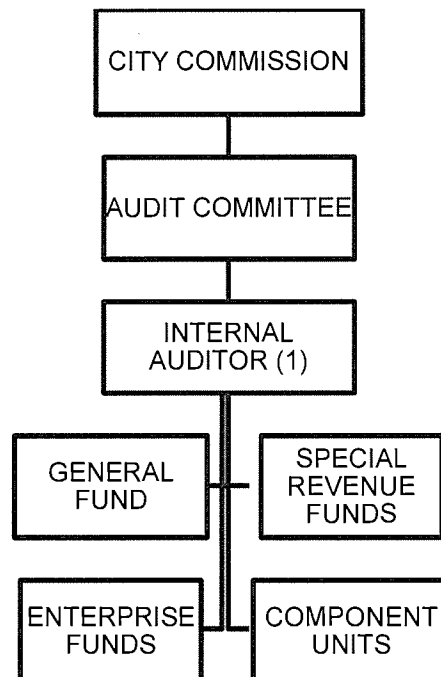 CITY COMMISSION
AUDIT COMMITTEE
INTERNAL
AUDITOR (1)
GENERAL
FUND
SPECIAL
REVENUE
FUNDS
ENTERPRISE
FUNDS
COMPONENT
UNITS